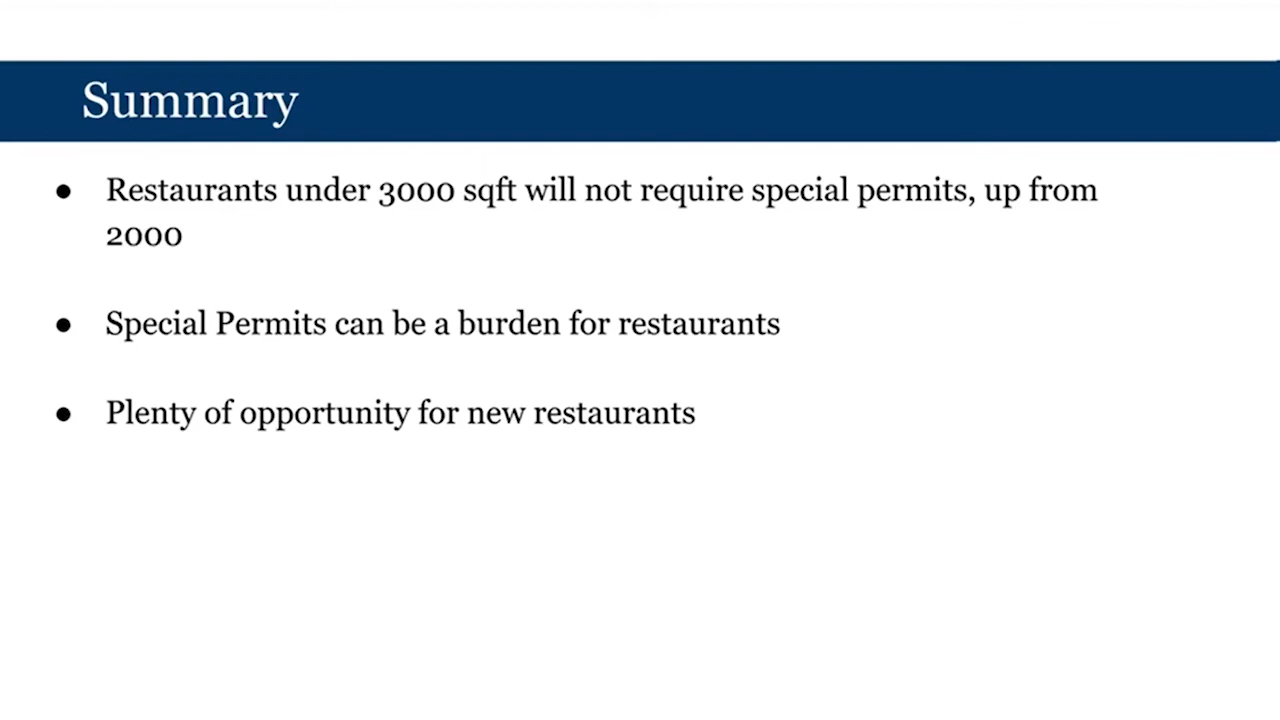 Summary
● Restaurants under 3000 sqft will not require special permits, up from
2000
● Special Permits can be a burden for restaurants
● Plenty of opportunity for new restaurants